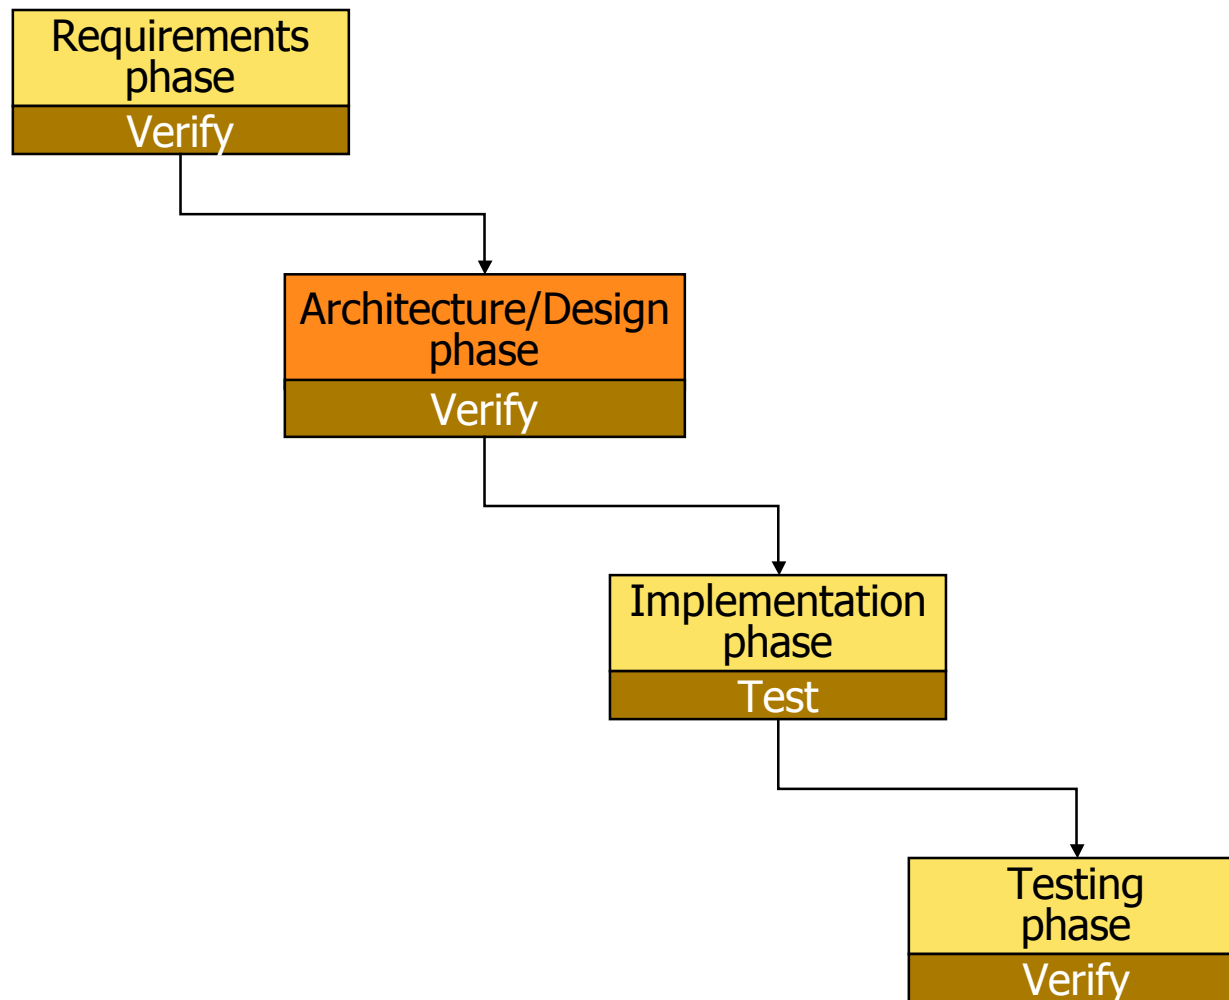 Requirements
phase
Verify
Architecture/Design
phase
Verify
Implementation
phase
Test
Testing
phase
Verify